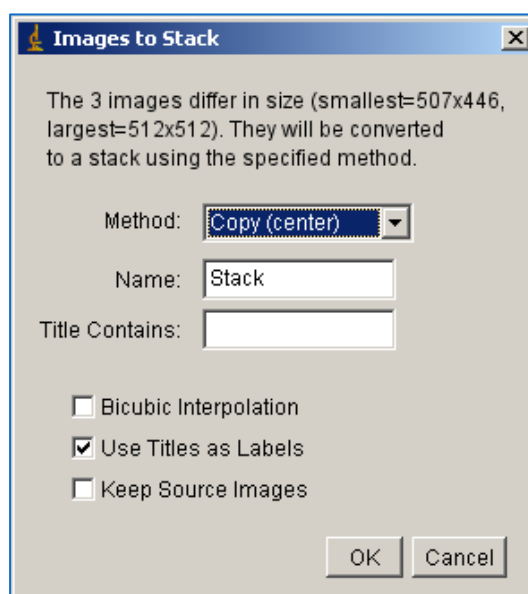 Images to Stack
The 3 images differ in size (smallest=507x446,
largest=512x512). They will be converted
to a stack using the specified method.
Method: Copy (center)
Name: Stack
Title Contains:
Bicubic Interpolation
Use Titles as Labels
Keep Source Images
OK Cancel